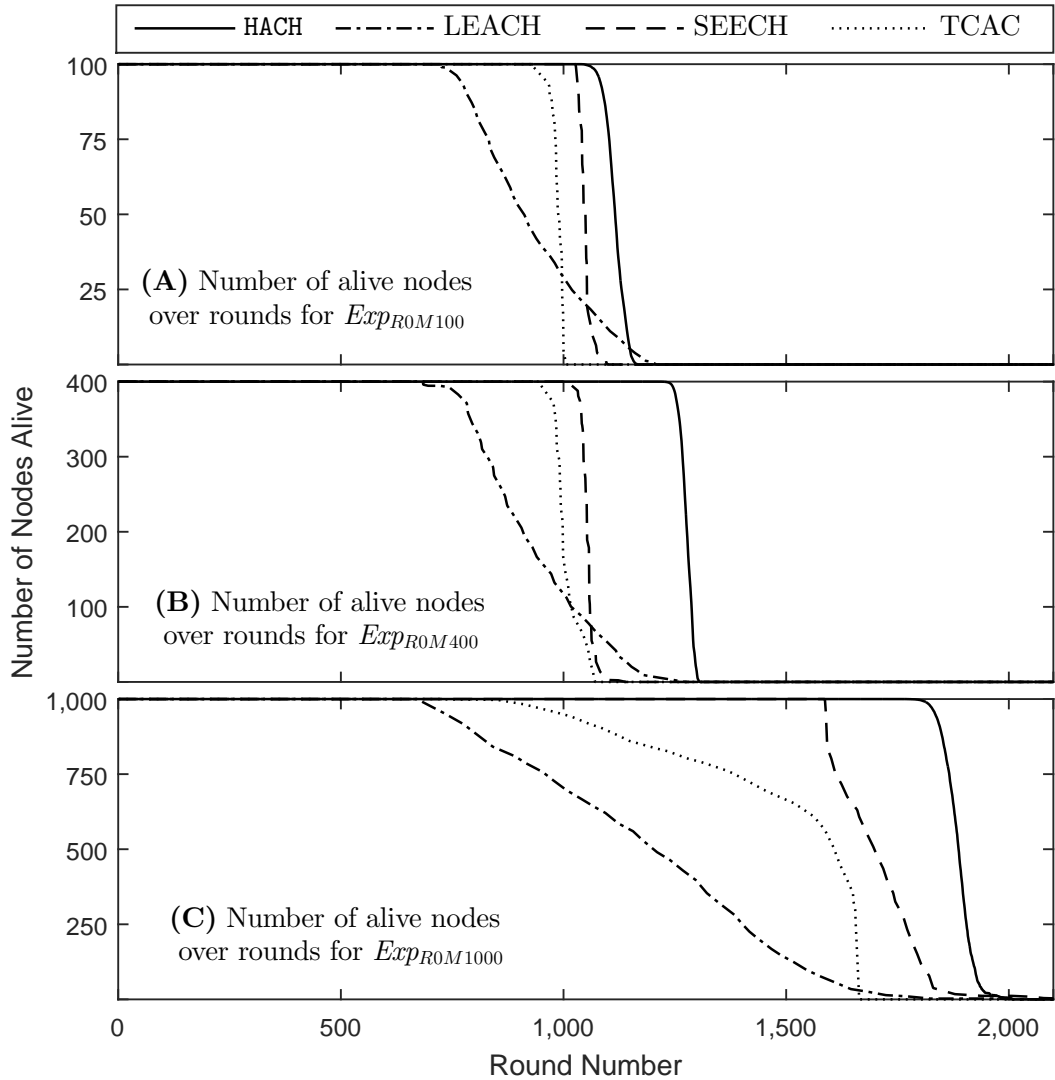 HACH LEACH SEECH TCAC
100
75
50
25
(A) Number of alive nodes
over rounds for Exp_R0M100
400
300
200
100
(B) Number of alive nodes
over rounds for Exp_R0M400
1,000
750
500
250
(C) Number of alive nodes
over rounds for Exp_R0M1000
0 500 1,000 1,500 2,000
Round Number
Number of Nodes Alive